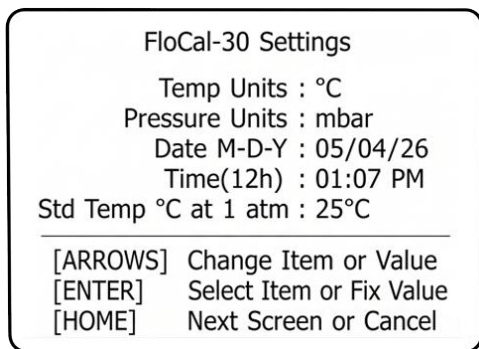 FloCal-30 Settings
Temp Units : °C
Pressure Units : mbar
Date M-D-Y : 05/04/26
Time(12h) : 01:07 PM
Std Temp °C at 1 atm : 25°C
[ARROWS] Change Item or Value
[ENTER] Select Item or Fix Value
[HOME] Next Screen or Cancel